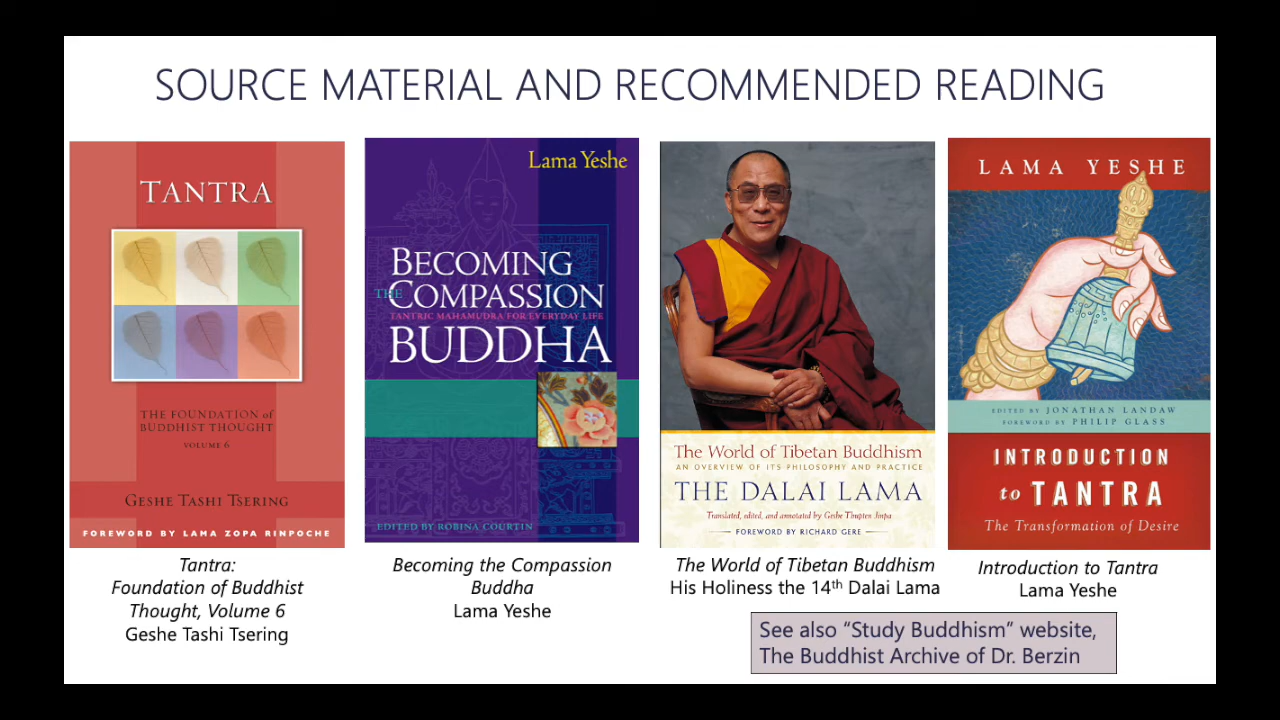 SOURCE MATERIAL AND RECOMMENDED READING
TANTRA
THE FOUNDATION of
BUDDHIST THOUGHT
VOLUME 6
GESHE TASHI TSERING
FOREWORD BY LAMA ZOPA RINPOCHE
Tantra:
Foundation of Buddhist
Thought, Volume 6
Geshe Tashi Tsering
Lama Yeshe
BECOMING
THE COMPASSION
TANTRIC MAHAMUDRA FOR EVERYDAY LIFE
BUDDHA
EDITED BY ROBINA COURTIN
Becoming the Compassion
Buddha
Lama Yeshe
The World of Tibetan Buddhism
AN OVERVIEW OF ITS PHILOSOPHY AND PRACTICE
THE DALAI LAMA
Translated, edited, and annotated by Geshe Thupten Jinpa
FOREWORD BY RICHARD GERE
The World of Tibetan Buddhism
His Holiness the 14th Dalai Lama
LAMA YESHE
EDITED BY JONATHAN LANDAW
FOREWORD BY PHILIP GLASS
INTRODUCTION
to TANTRA
The Transformation of Desire
Introduction to Tantra
Lama Yeshe
See also “Study Buddhism” website,
The Buddhist Archive of Dr. Berzin